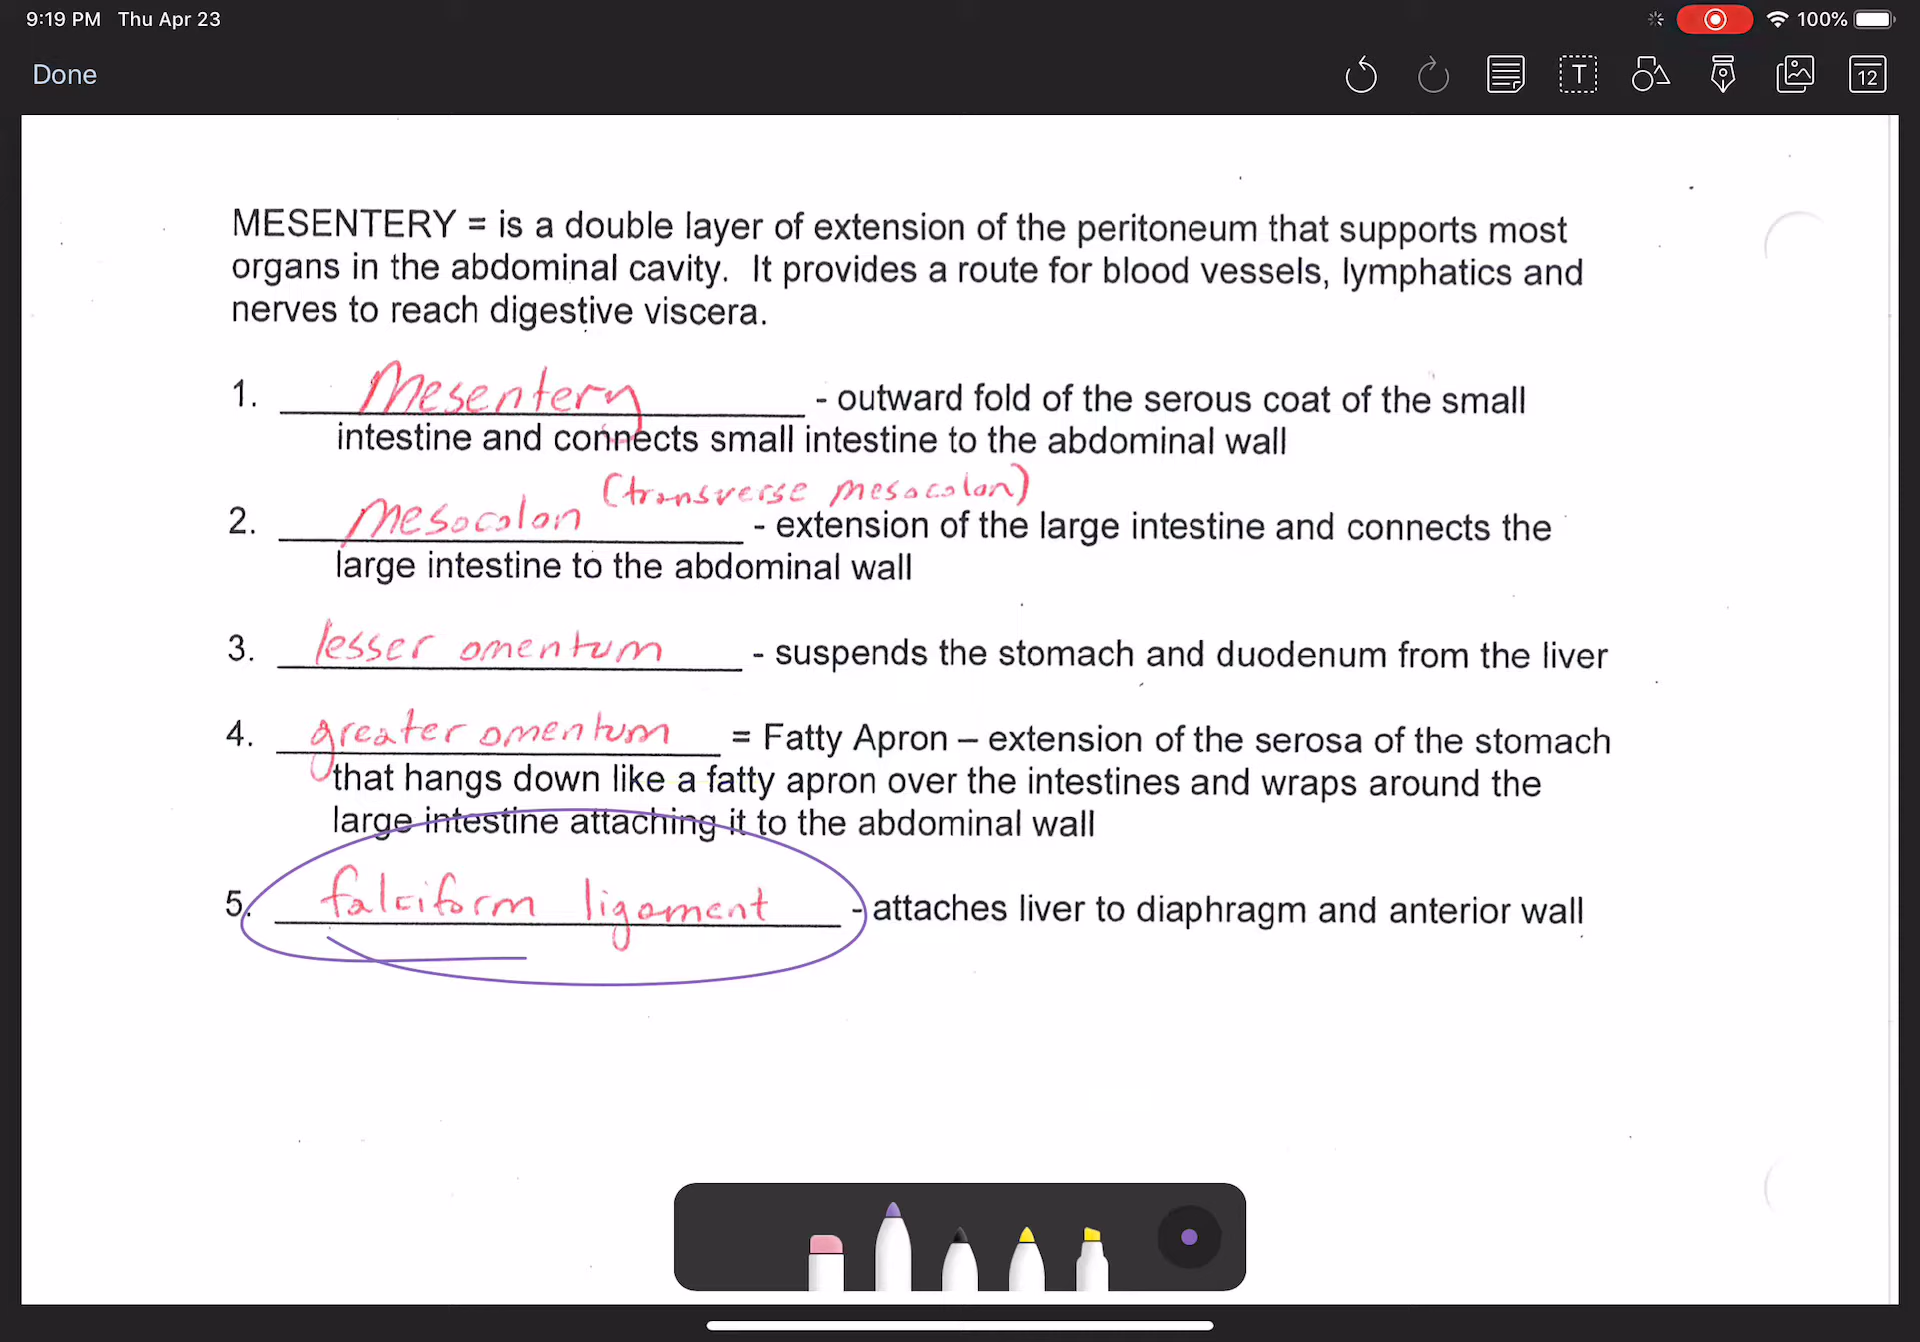 9:19 PM Thu Apr 23
100%
Done
T
12
MESENTERY = is a double layer of extension of the peritoneum that supports most
organs in the abdominal cavity. It provides a route for blood vessels, lymphatics and
nerves to reach digestive viscera.
1. Mesentery - outward fold of the serous coat of the small
intestine and connects small intestine to the abdominal wall
(transverse mesocolon)
2. Mesocolon - extension of the large intestine and connects the
large intestine to the abdominal wall
3. lesser omentum - suspends the stomach and duodenum from the liver
4. greater omentum = Fatty Apron – extension of the serosa of the stomach
that hangs down like a fatty apron over the intestines and wraps around the
large intestine attaching it to the abdominal wall
5. falciform ligament - attaches liver to diaphragm and anterior wall